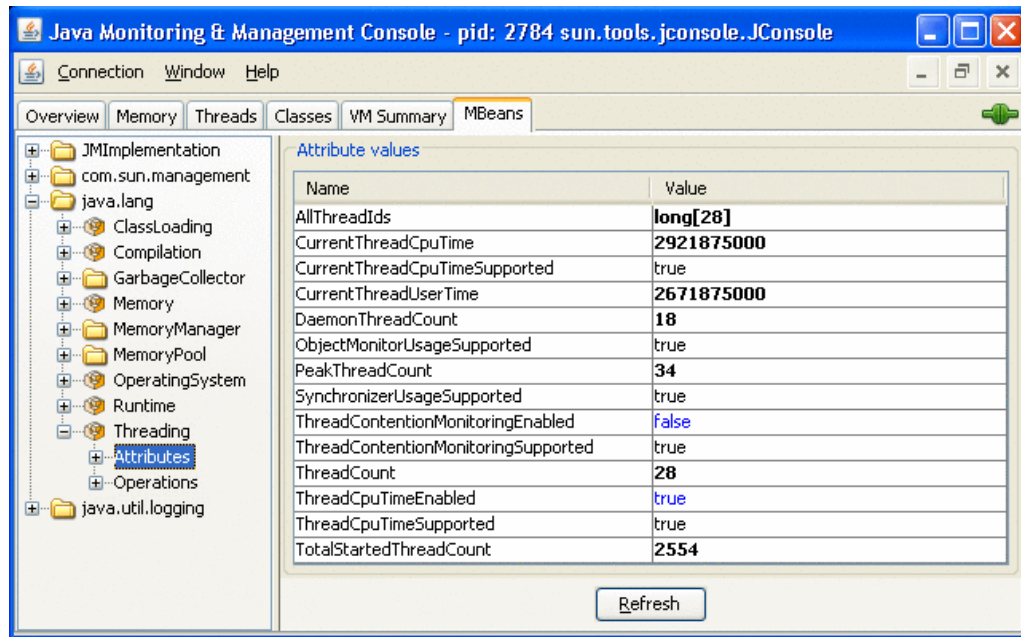 Java Monitoring & Management Console - pid: 2784 sun.tools.jconsole.JConsole
Connection Window Help
Overview Memory Threads Classes VM Summary MBeans
JMImplementation
com.sun.management
java.lang
ClassLoading
Compilation
GarbageCollector
Memory
MemoryManager
MemoryPool
OperatingSystem
Runtime
Threading
Attributes
Operations
java.util.logging
Attribute values
Name Value
AllThreadIds long[28]
CurrentThreadCpuTime 2921875000
CurrentThreadCpuTimeSupported true
CurrentThreadUserTime 2671875000
DaemonThreadCount 18
ObjectMonitorUsageSupported true
PeakThreadCount 34
SynchronizerUsageSupported true
ThreadContentionMonitoringEnabled false
ThreadContentionMonitoringSupported true
ThreadCount 28
ThreadCpuTimeEnabled true
ThreadCpuTimeSupported true
TotalStartedThreadCount 2554
Refresh